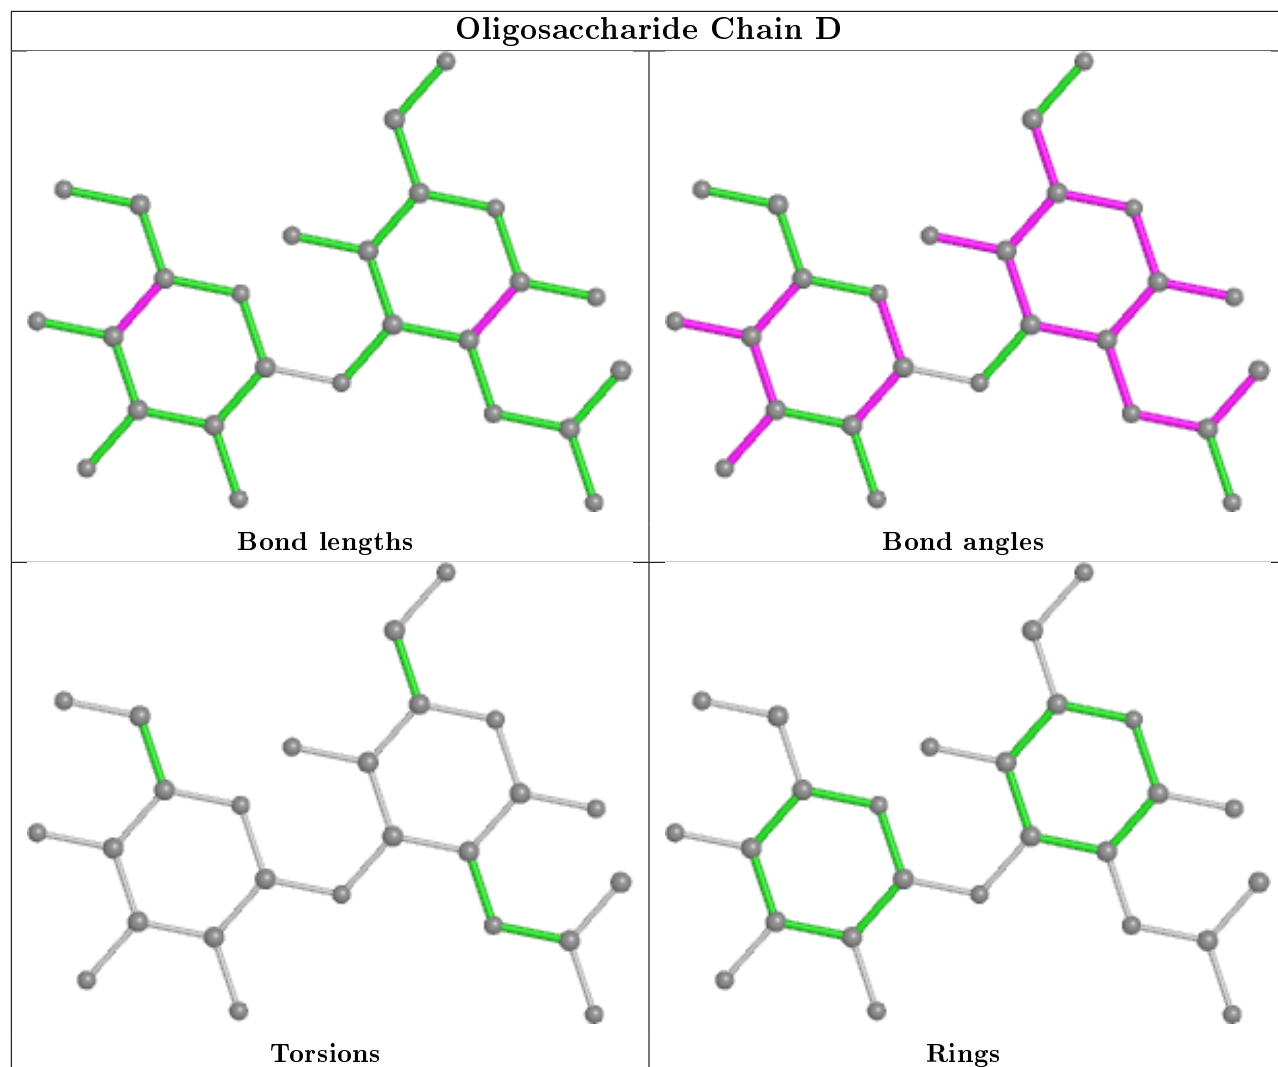 Oligosaccharide Chain D
Bond lengths
Bond angles
Torsions
Rings